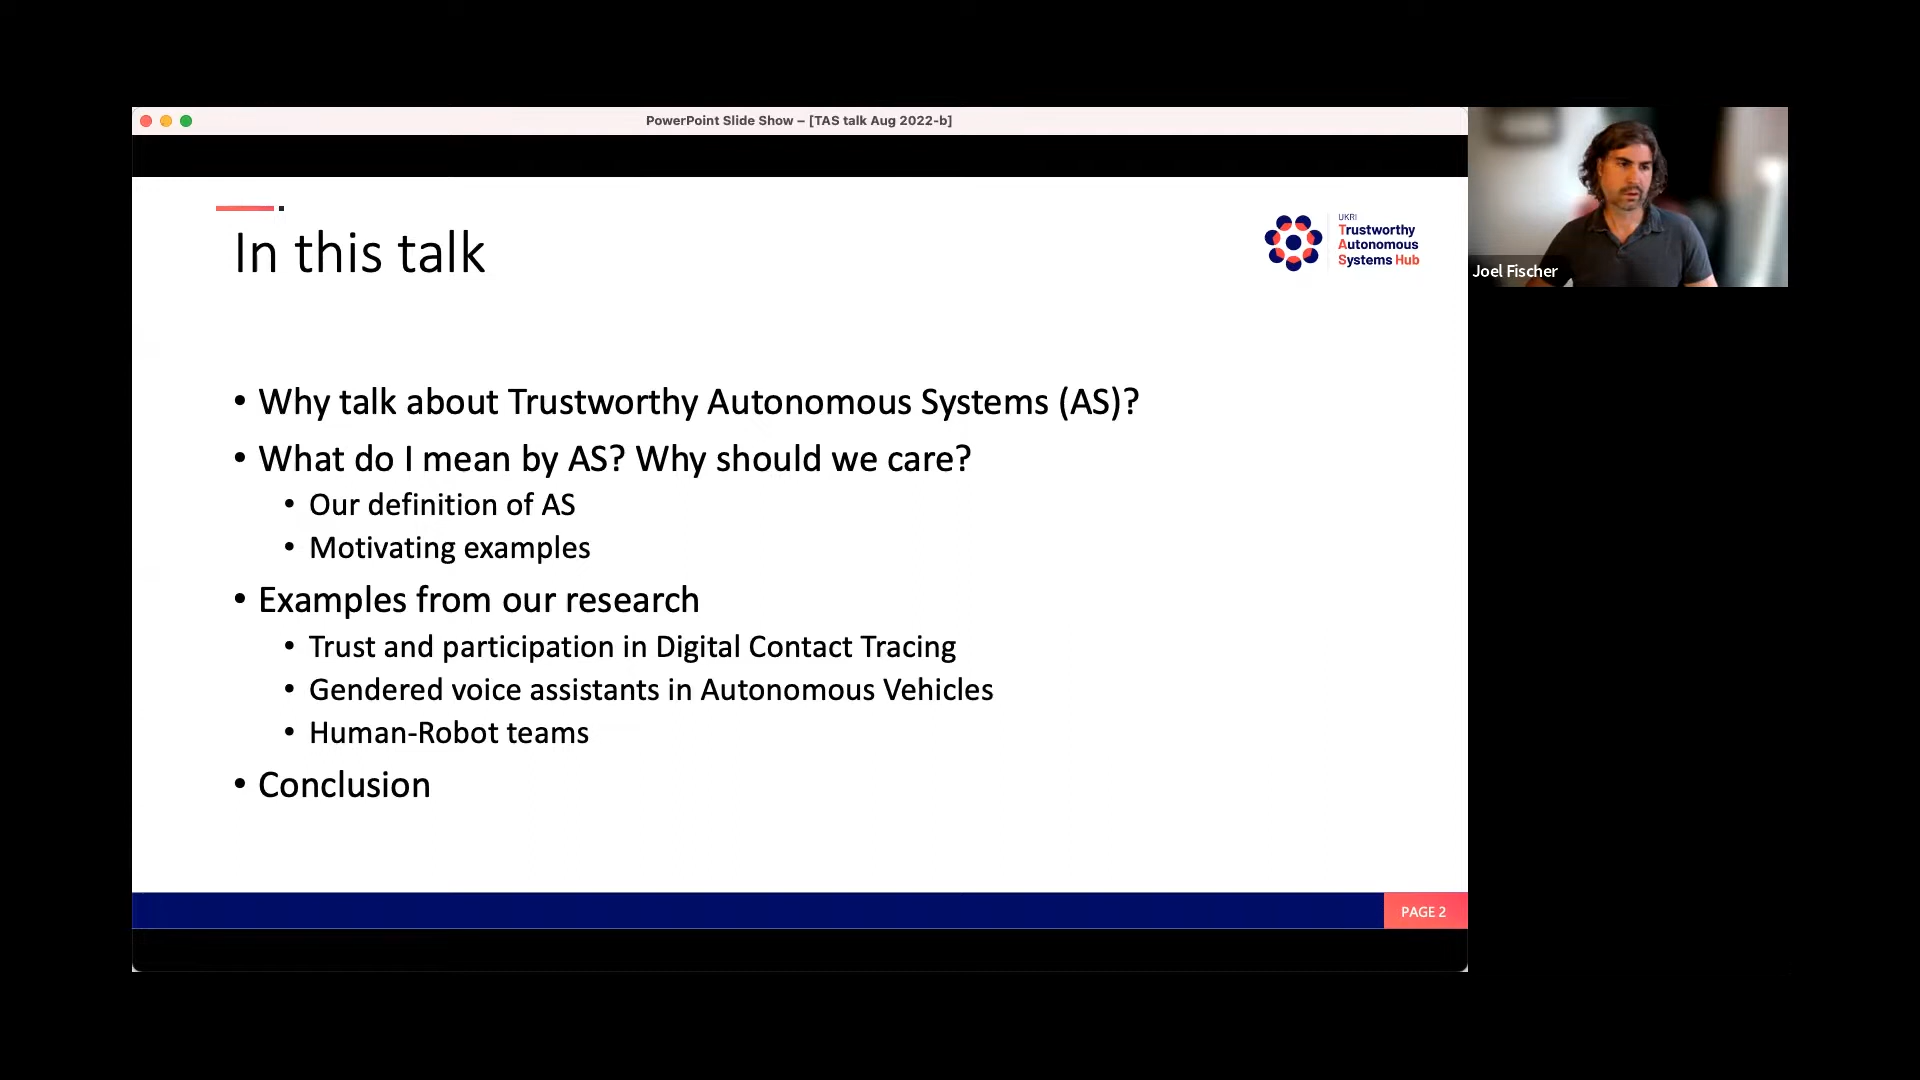 PowerPoint Slide Show – [TAS talk Aug 2022-b]
In this talk
UKRI
Trustworthy
Autonomous
Systems Hub
Joel Fischer
• Why talk about Trustworthy Autonomous Systems (AS)?
• What do I mean by AS? Why should we care?
• Our definition of AS
• Motivating examples
• Examples from our research
• Trust and participation in Digital Contact Tracing
• Gendered voice assistants in Autonomous Vehicles
• Human-Robot teams
• Conclusion
PAGE 2